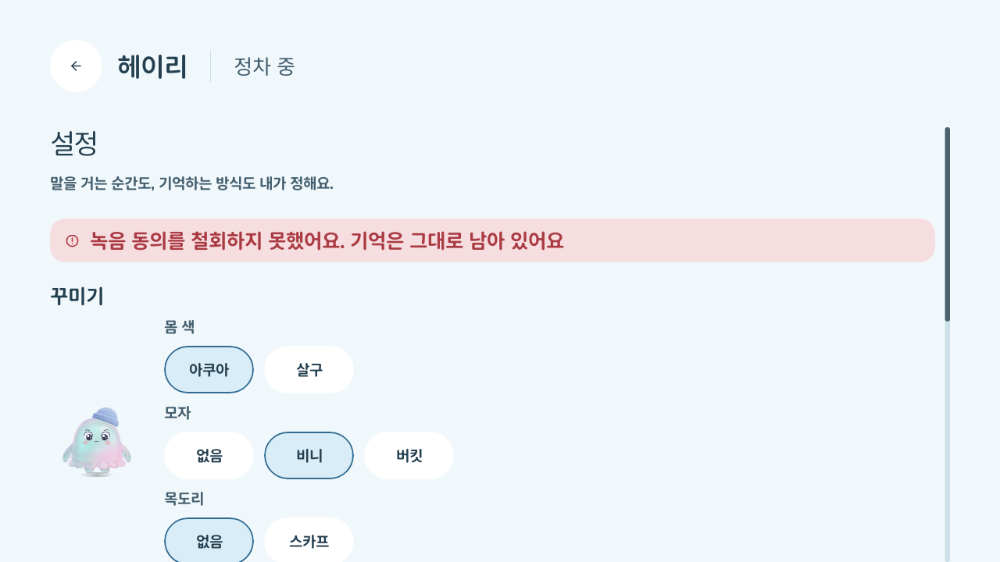 헤이리
정차 중
설정
말을 거는 순간도, 기억하는 방식도 내가 정해요.
녹음 동의를 철회하지 못했어요. 기억은 그대로 남아 있어요
꾸미기
몸 색
아쿠아
살구
모자
없음
비니
버킷
목도리
없음
스카프